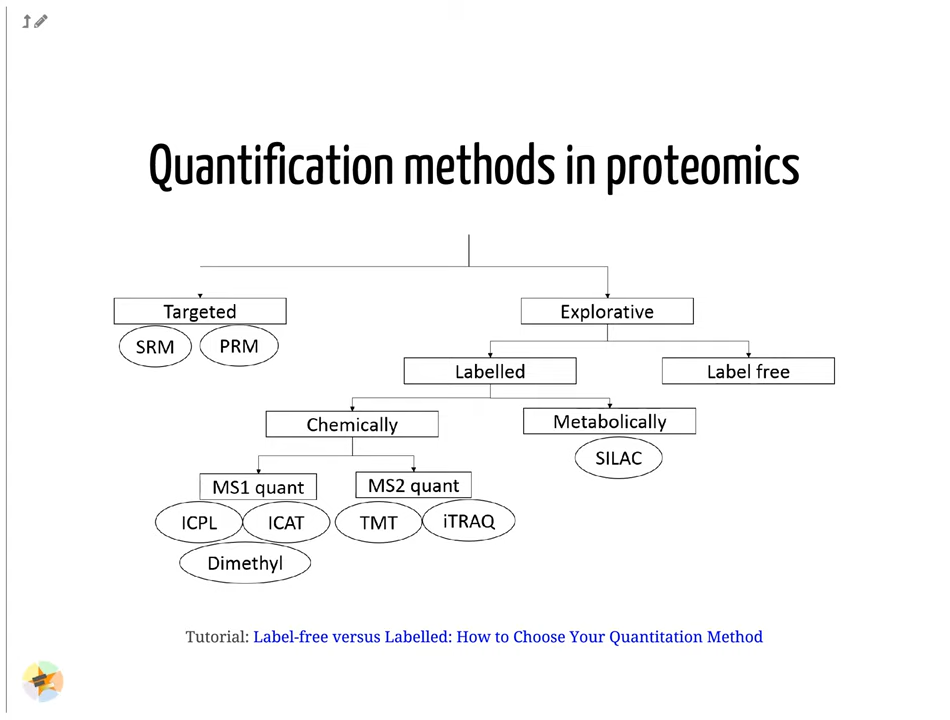 Quantification methods in proteomics
Targeted
Explorative
SRM
PRM
Labelled
Label free
Chemically
Metabolically
SILAC
MS1 quant
MS2 quant
ICPL
ICAT
TMT
iTRAQ
Dimethyl
Tutorial: Label-free versus Labelled: How to Choose Your Quantitation Method